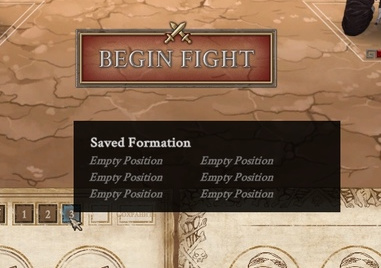 BEGIN FIGHT
Saved Formation
Empty Position Empty Position
Empty Position Empty Position
Empty Position Empty Position
1 2 3